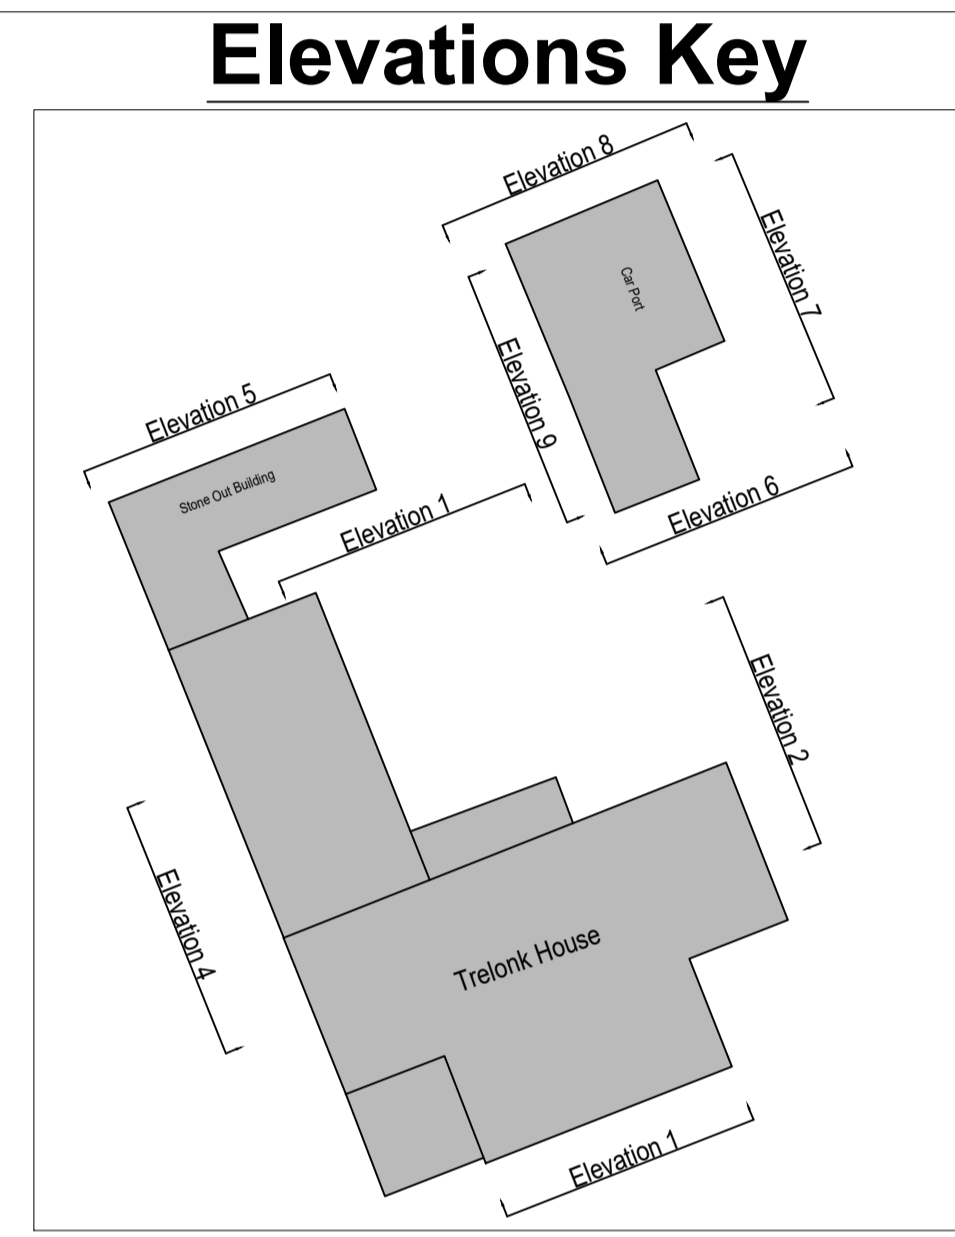 Elevations Key
Elevation 8
Elevation 7
Car Port
Elevation 9
Elevation 5
Stone Out Building
Elevation 1
Elevation 6
Elevation 2
Elevation 4
Trelonk House
Elevation 1